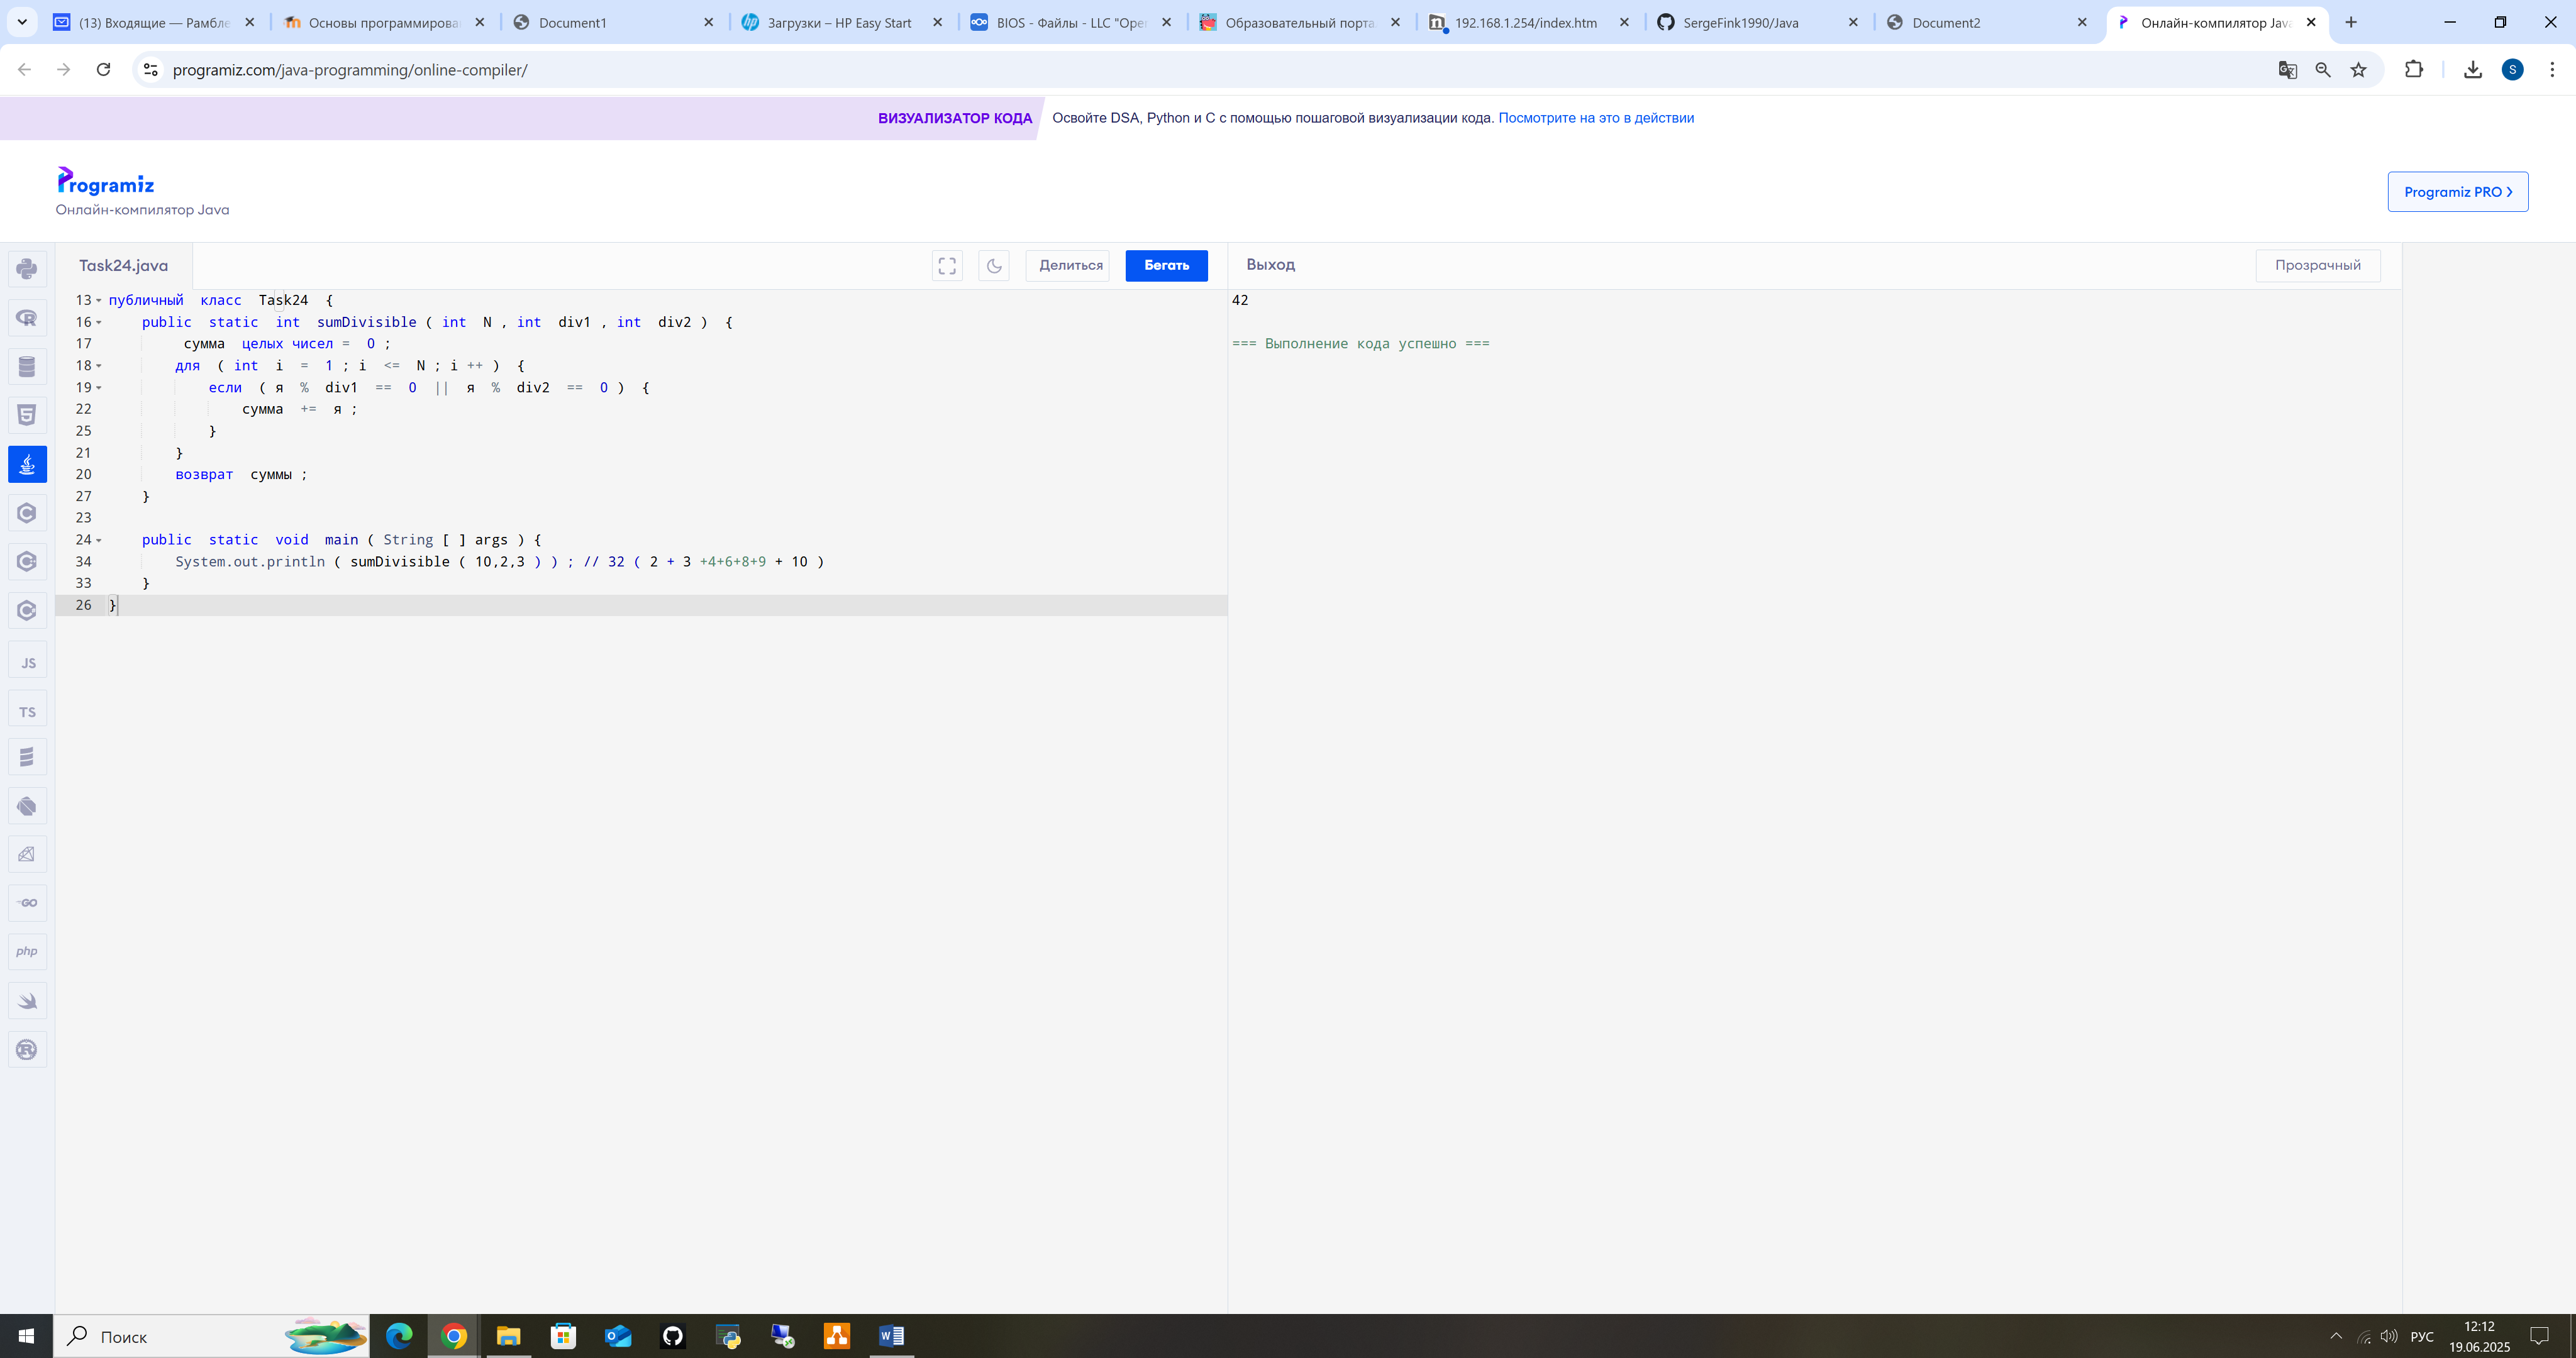 (13) Входящие — Рамбле
Основы программирова
Document1
Загрузки – HP Easy Start
BIOS - Файлы - LLC "Oper
Образовательный порта
192.168.1.254/index.htm
SergeFink1990/Java
Document2
Онлайн-компилятор Java
programiz.com/java-programming/online-compiler/
S
ВИЗУАЛИЗАТОР КОДА
Освойте DSA, Python и C с помощью пошаговой визуализации кода. Посмотрите на это в действии
Programiz
Онлайн-компилятор Java
Programiz PRO
Task24.java
Делиться
Бегать
Выход
Прозрачный
13 публичный класс Task24 {
16 public static int sumDivisible ( int N , int div1 , int div2 ) {
17 сумма целых чисел = 0 ;
18 для ( int i = 1 ; i <= N ; i ++ ) {
19 если ( я % div1 == 0 || я % div2 == 0 ) {
22 сумма += я ;
25 }
21 }
20 возврат суммы ;
27 }
23
24 public static void main ( String [ ] args ) {
34 System.out.println ( sumDivisible ( 10,2,3 ) ) ; // 32 ( 2 + 3 +4+6+8+9 + 10 )
33 }
26 }
42
=== Выполнение кода успешно ===
JS
TS
GO
php
Поиск
РУС
12:12
19.06.2025